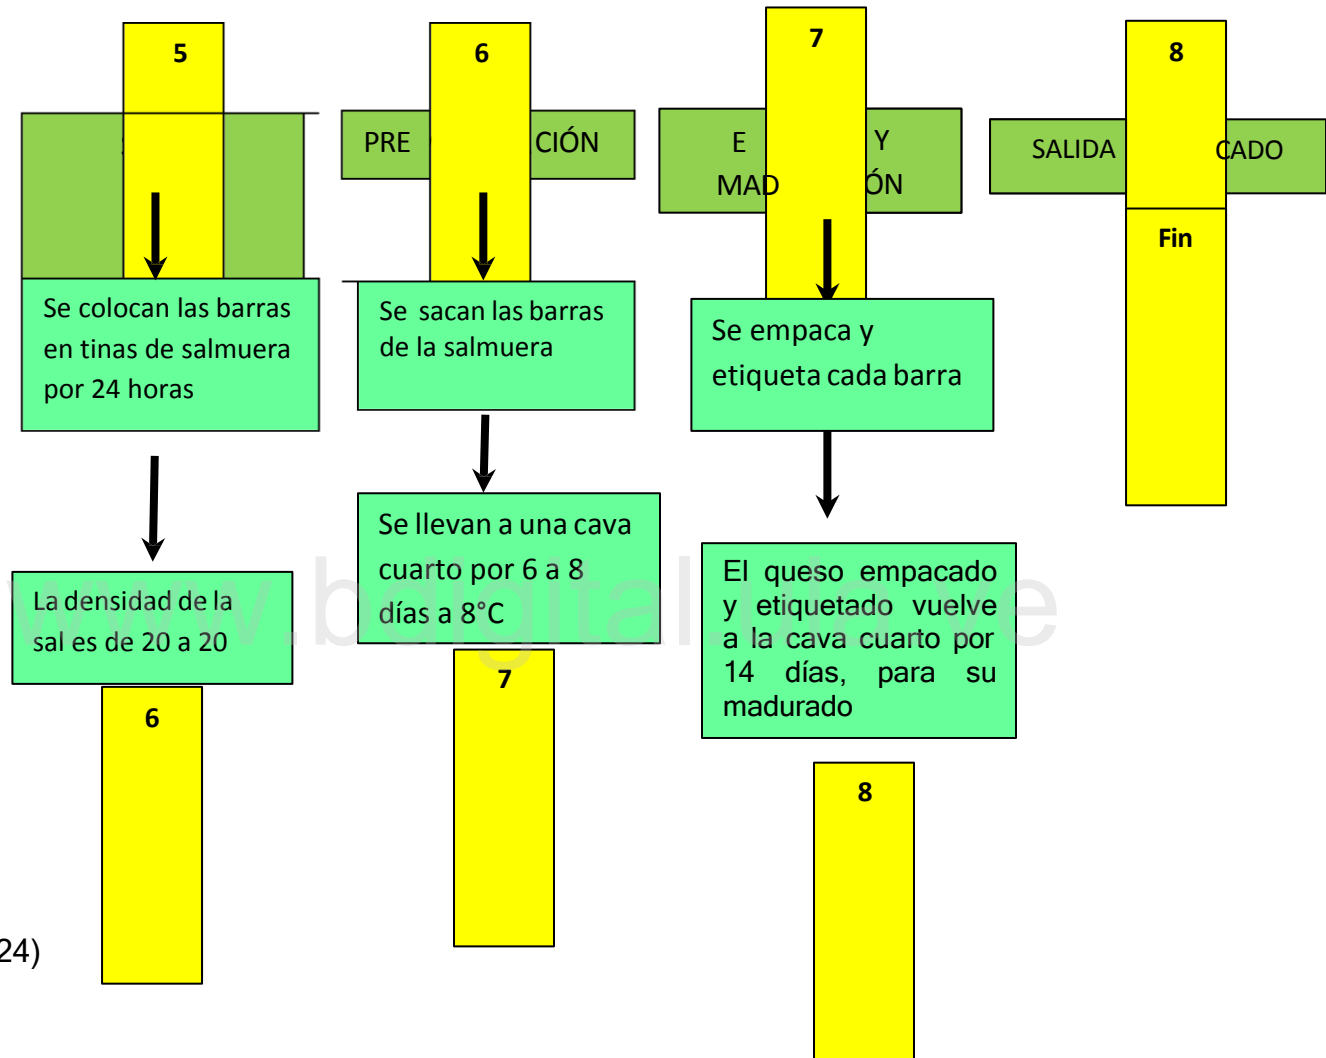 5
Se colocan las barras
en tinas de salmuera
por 24 horas
La densidad de la
sal es de 20 a 20
6
6
PRE CIÓN
Se sacan las barras
de la salmuera
Se llevan a una cava
cuarto por 6 a 8
días a 8°C
7
7
E Y
MAD ÓN
Se empaca y
etiqueta cada barra
El queso empacado
y etiquetado vuelve
a la cava cuarto por
14 días, para su
madurado
8
8
SALIDA CADO
Fin
24)